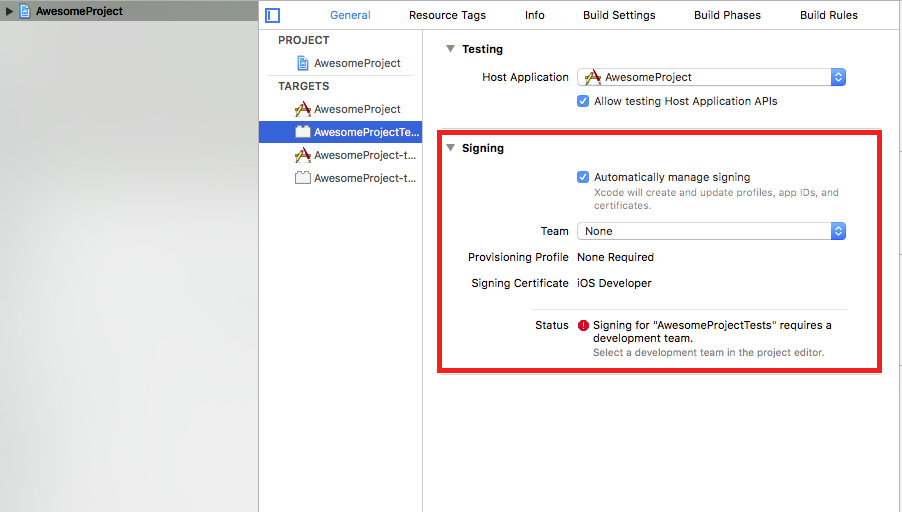 AwesomeProject
General Resource Tags Info Build Settings Build Phases Build Rules
PROJECT
AwesomeProject
TARGETS
AwesomeProject
AwesomeProjectTe...
AwesomeProject-t...
AwesomeProject-t...
Testing
Host Application AwesomeProject
Allow testing Host Application APIs
Signing
Automatically manage signing
Xcode will create and update profiles, app IDs, and
certificates.
Team None
Provisioning Profile None Required
Signing Certificate iOS Developer
Status Signing for "AwesomeProjectTests" requires a
development team.
Select a development team in the project editor.